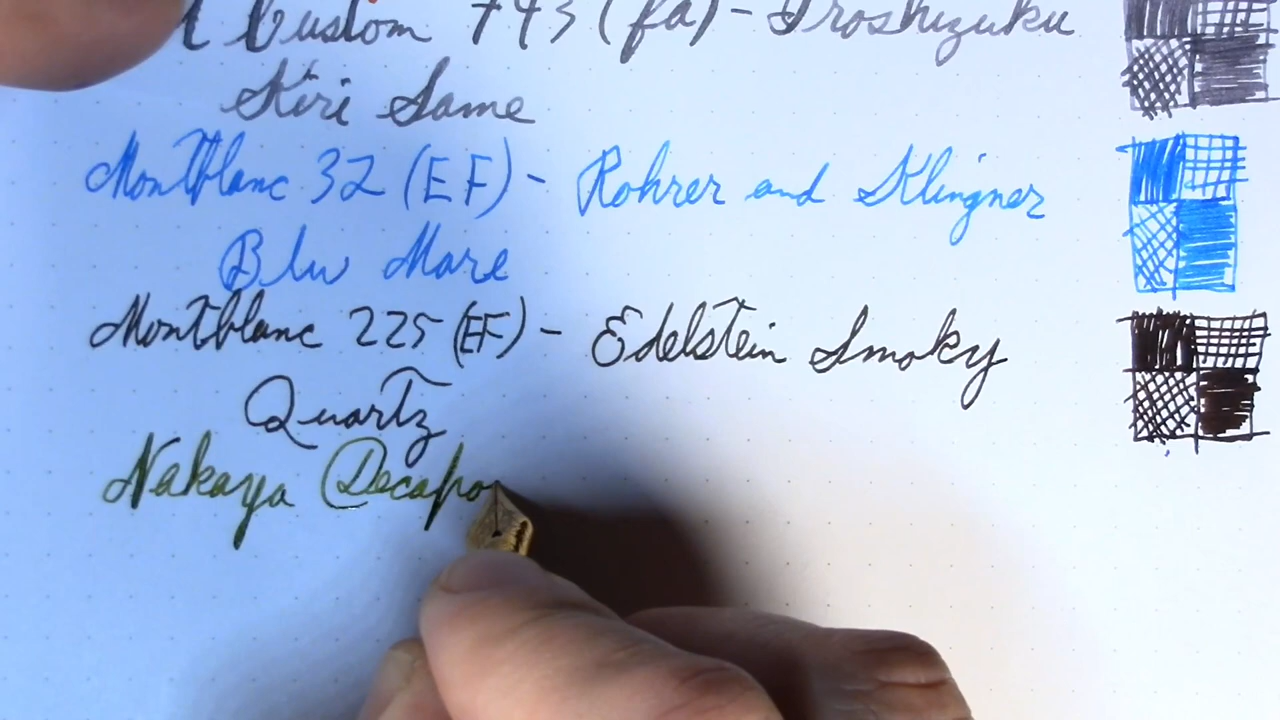 Custom 743 (fa) - Iroshizuku
Kiri Same
Montblanc 32 (EF) - Rohrer and Klingner
Blu Mare
Montblanc 225 (EF) - Edelstein Smoky
Quartz
Nakaya Decapo